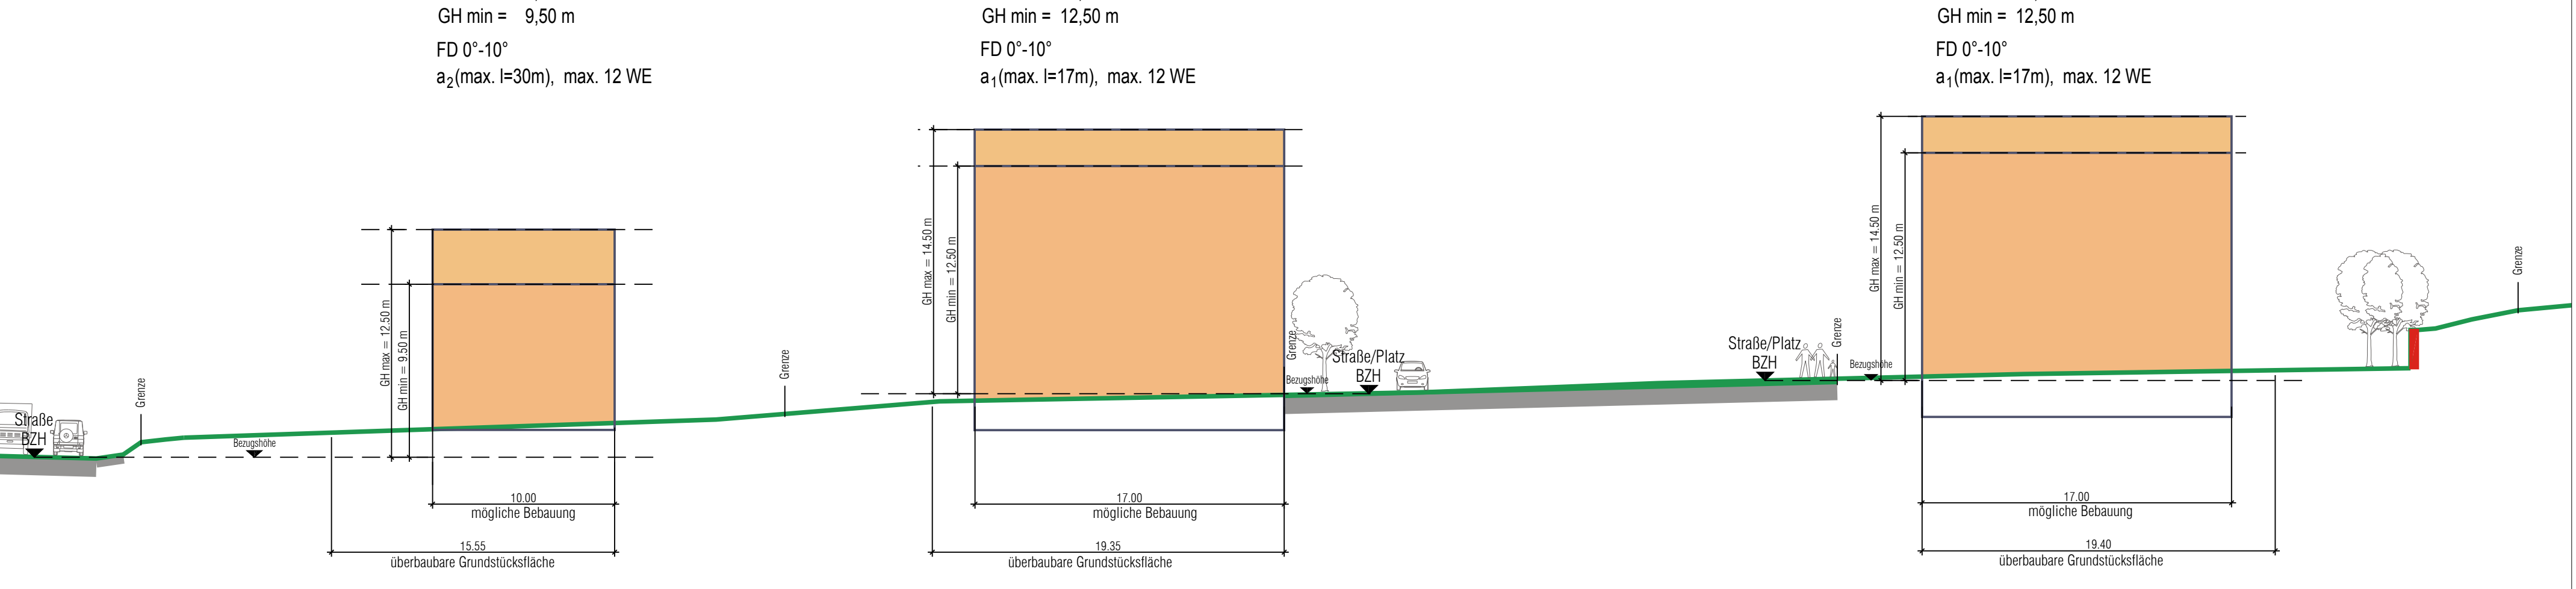 GH min = 9,50 m
FD 0°-10°
a2(max. l=30m), max. 12 WE
GH min = 12,50 m
FD 0°-10°
a1(max. l=17m), max. 12 WE
GH min = 12,50 m
FD 0°-10°
a1(max. l=17m), max. 12 WE
Straße
BZH
Grenze
Bezugshöhe
GH max = 12.50 m
GH min = 9.50 m
10.00
mögliche Bebauung
15.55
überbaubare Grundstücksfläche
Grenze
GH max = 14.50 m
GH min = 12.50 m
17.00
mögliche Bebauung
19.35
überbaubare Grundstücksfläche
Grenze
Bezugshöhe
Straße/Platz
BZH
Straße/Platz
BZH
Grenze
Bezugshöhe
GH max = 14.50 m
GH min = 12.50 m
17.00
mögliche Bebauung
19.40
überbaubare Grundstücksfläche
Grenze